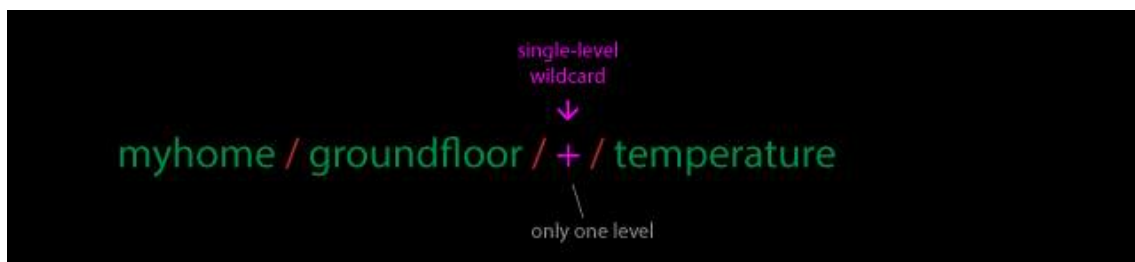 single-level
wildcard
myhome / groundfloor / + / temperature
only one level